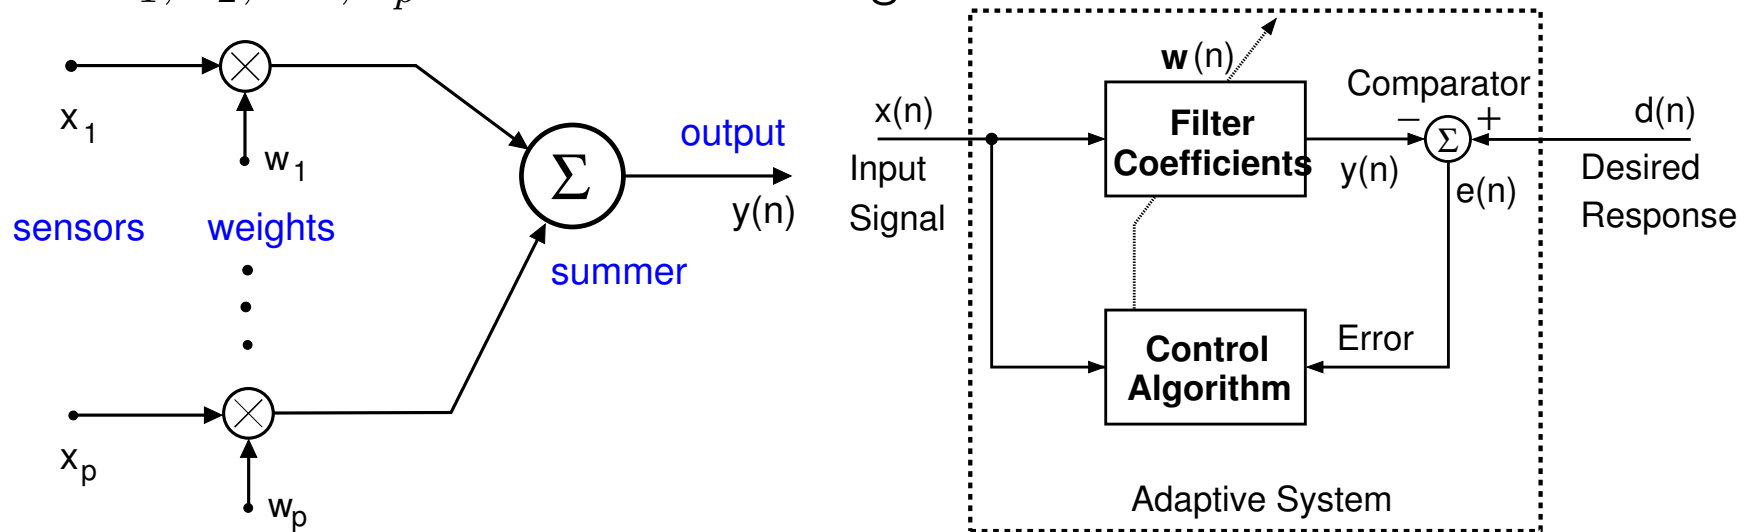 x1
w1
sensors
weights
xp
wp
Σ
output
y(n)
summer
x(n)
Input
Signal
w(n)
Filter
Coefficients
Comparator
− +
Σ
y(n)
e(n)
d(n)
Desired
Response
Control
Algorithm
Error
Adaptive System